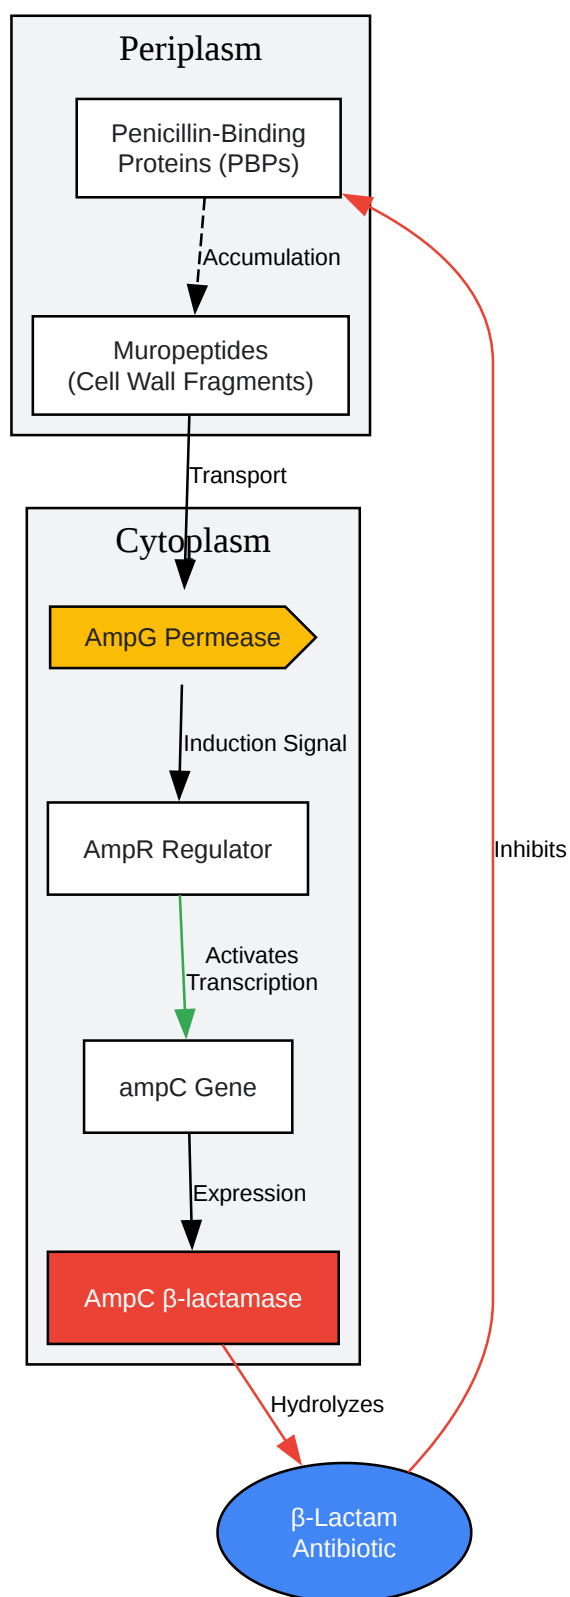 Periplasm
Penicillin-Binding
Proteins (PBPs)
Accumulation
Muropeptides
(Cell Wall Fragments)
Transport
Cytoplasm
AmpG Permease
Induction Signal
AmpR Regulator
Inhibits
Activates
Transcription
ampC Gene
Expression
AmpC β-lactamase
Hydrolyzes
β-Lactam
Antibiotic